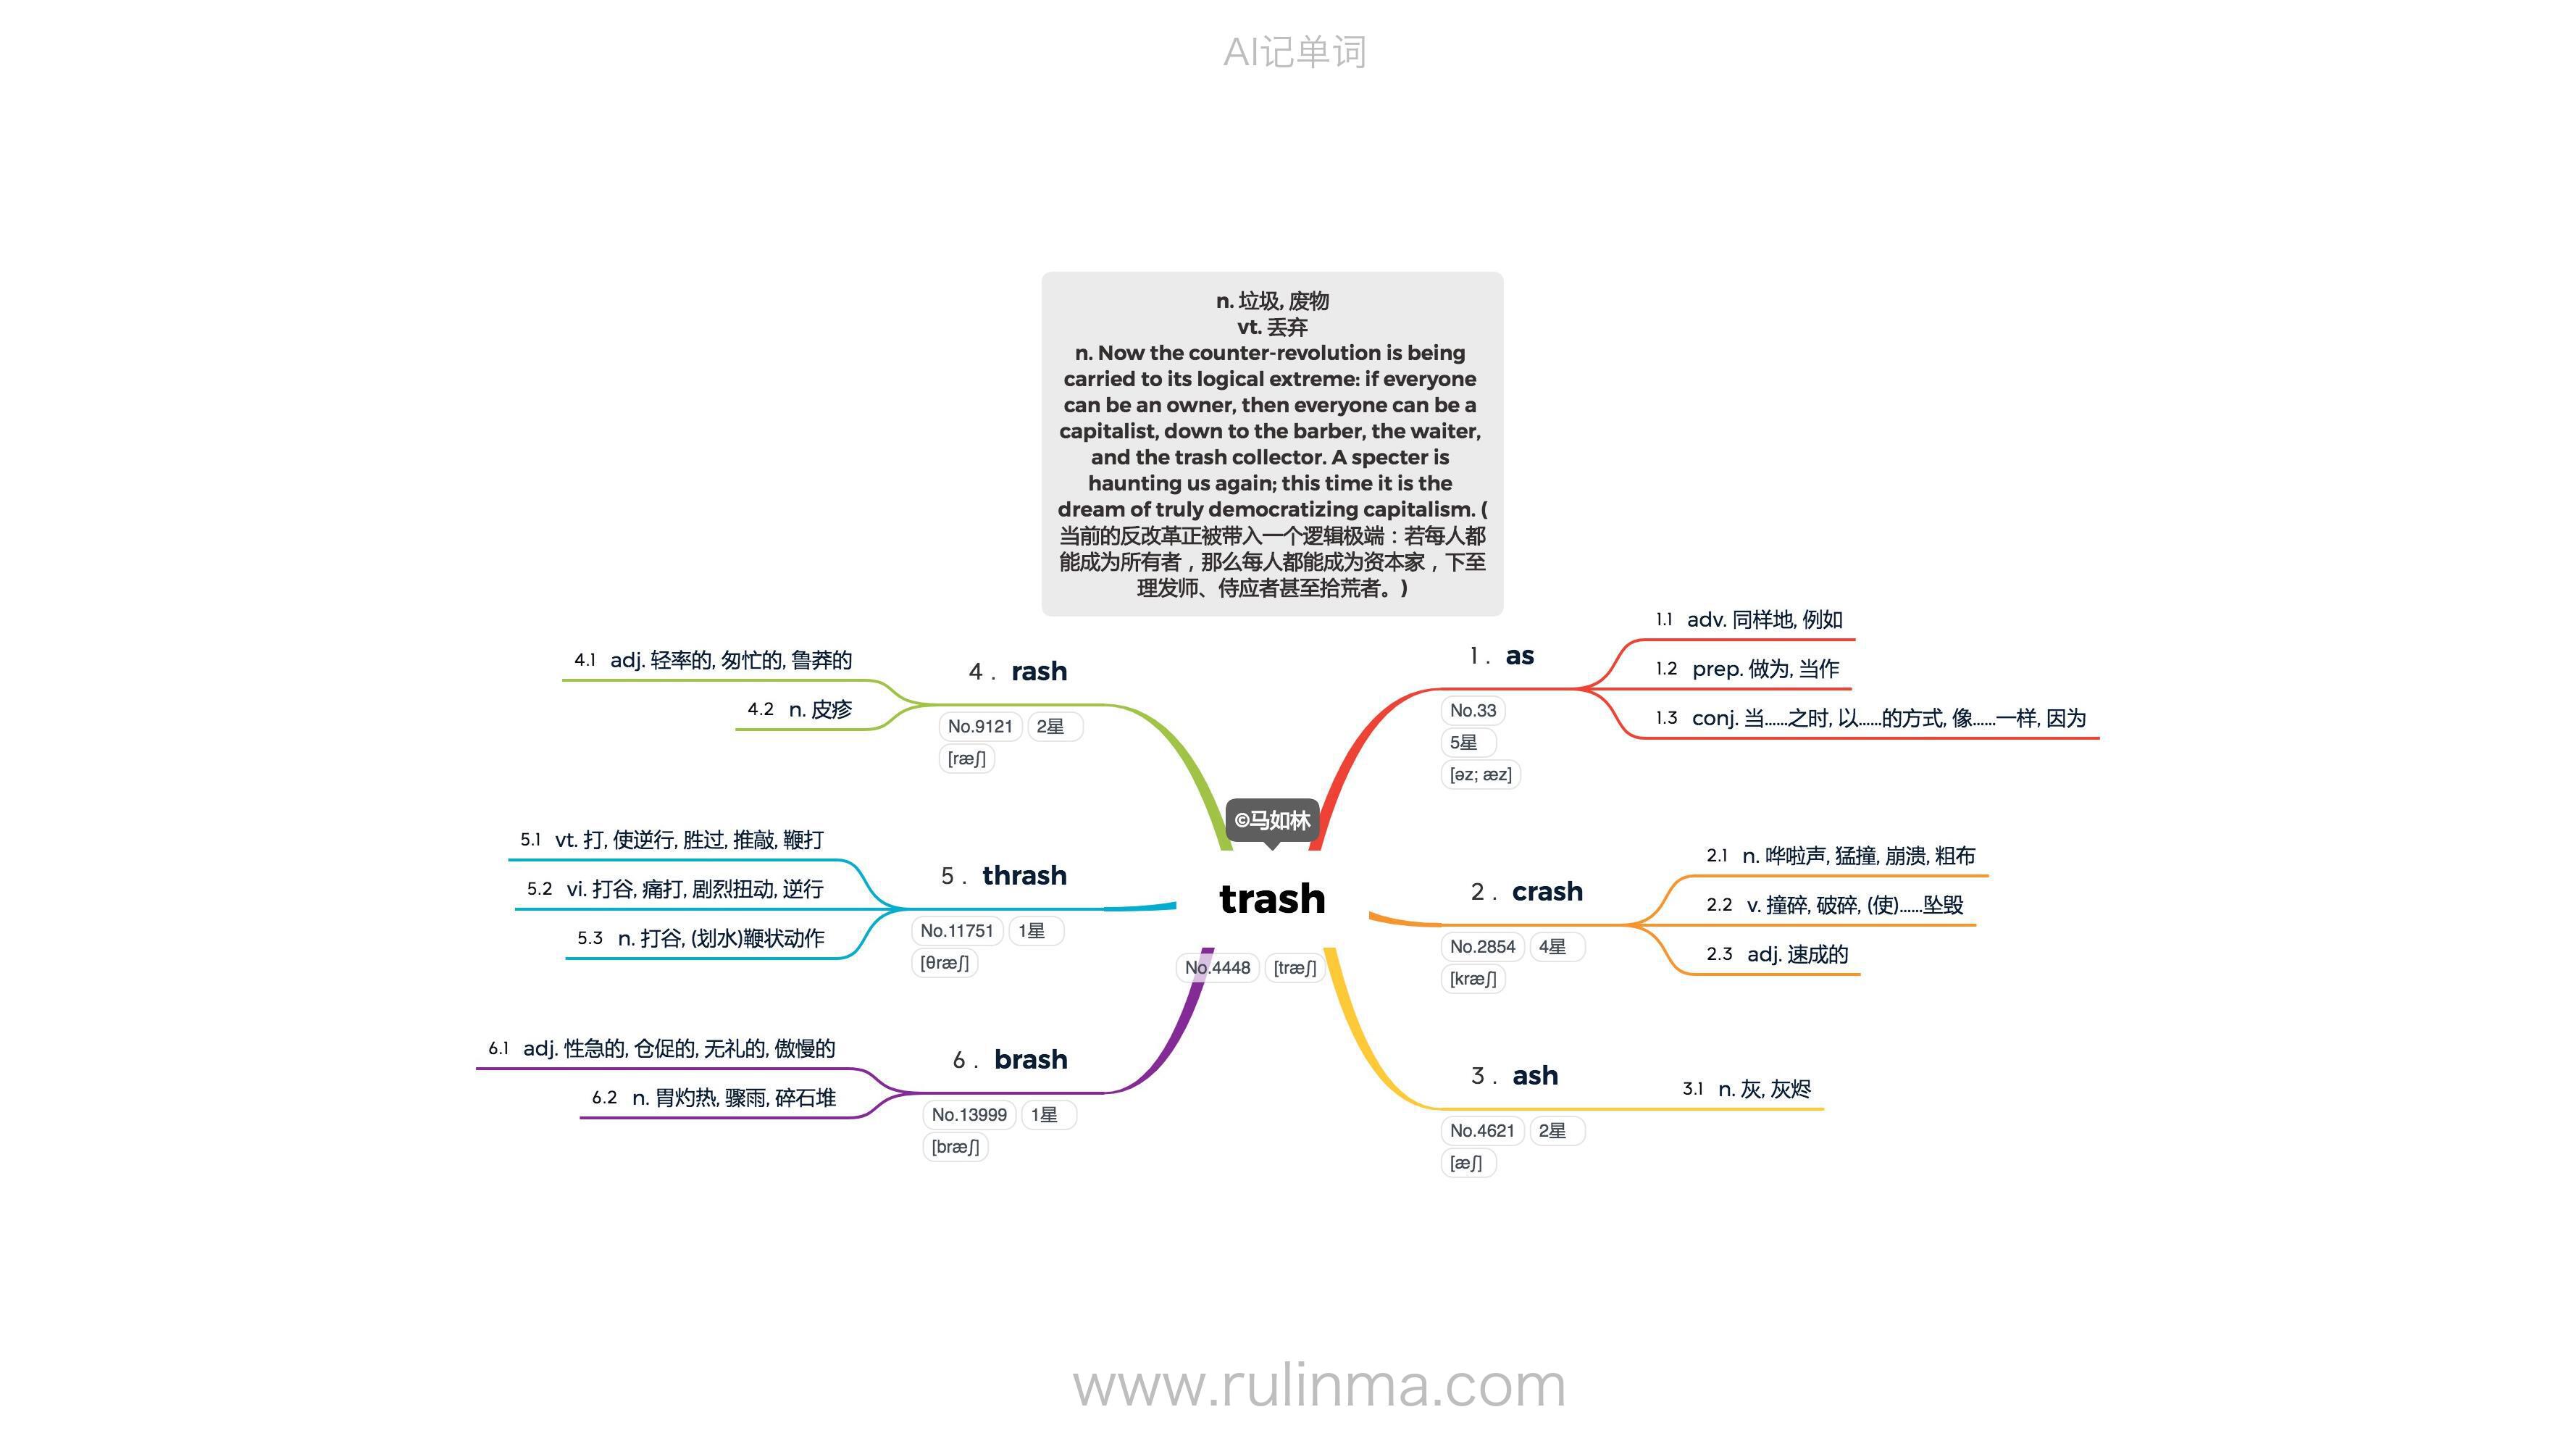 AI记单词
n. 垃圾, 废物
vt. 丢弃
n. Now the counter-revolution is being
carried to its logical extreme: if everyone
can be an owner, then everyone can be a
capitalist, down to the barber, the waiter,
and the trash collector. A specter is
haunting us again; this time it is the
dream of truly democratizing capitalism. (
当前的反改革正被带入一个逻辑极端：若每人都
能成为所有者，那么每人都能成为资本家，下至
理发师、侍应者甚至拾荒者。)
©马如林
trash
No.4448 [træʃ]
1. as
No.33
5星
[əz; æz]
1.1 adv. 同样地, 例如
1.2 prep. 做为, 当作
1.3 conj. 当......之时, 以......的方式, 像......一样, 因为
2. crash
No.2854 4星
[kræʃ]
2.1 n. 哗啦声, 猛撞, 崩溃, 粗布
2.2 v. 撞碎, 破碎, (使)......坠毁
2.3 adj. 速成的
3. ash
No.4621 2星
[æʃ]
3.1 n. 灰, 灰烬
4. rash
No.9121 2星
[ræʃ]
4.1 adj. 轻率的, 匆忙的, 鲁莽的
4.2 n. 皮疹
5. thrash
No.11751 1星
[θræʃ]
5.1 vt. 打, 使逆行, 胜过, 推敲, 鞭打
5.2 vi. 打谷, 痛打, 剧烈扭动, 逆行
5.3 n. 打谷, (划水)鞭状动作
6. brash
No.13999 1星
[bræʃ]
6.1 adj. 性急的, 仓促的, 无礼的, 傲慢的
6.2 n. 胃灼热, 骤雨, 碎石堆
www.rulinma.com